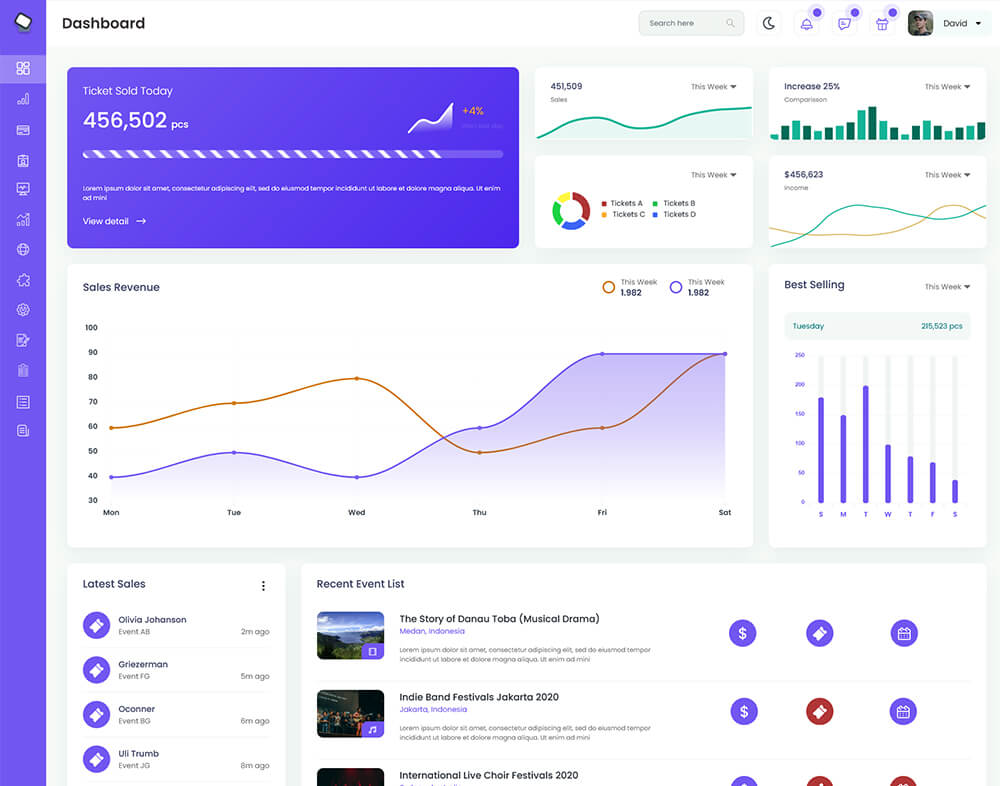 Dashboard
Search here
David
Ticket Sold Today
456,502 pcs
+4%
Lorem ipsum dolor sit amet, consectetur adipiscing elit, sed do eiusmod tempor incididunt ut labore et dolore magna aliqua. Ut enim
ad mini
View detail
451,509
Sales
This Week
Increase 25%
Comparisson
This Week
This Week
Tickets A
Tickets B
Tickets C
Tickets D
$456,623
Income
This Week
Sales Revenue
This Week
1.982
This Week
1.982
100
90
80
70
60
50
40
30
Mon
Tue
Wed
Thu
Fri
Sat
Best Selling
This Week
Tuesday
215,523 pcs
250
200
150
100
50
0
S
M
T
W
T
F
S
Latest Sales
Olivia Johanson
Event AB
2m ago
Griezerman
Event FG
5m ago
Oconner
Event BG
6m ago
Uli Trumb
Event JG
8m ago
Recent Event List
The Story of Danau Toba (Musical Drama)
Medan, Indonesia
Lorem ipsum dolor sit amet, consectetur adipiscing elit, sed do eiusmod tempor
incididunt ut labore et dolore magna aliqua. Ut enim ad mini
Indie Band Festivals Jakarta 2020
Jakarta, Indonesia
Lorem ipsum dolor sit amet, consectetur adipiscing elit, sed do eiusmod tempor
incididunt ut labore et dolore magna aliqua. Ut enim ad mini
International Live Choir Festivals 2020